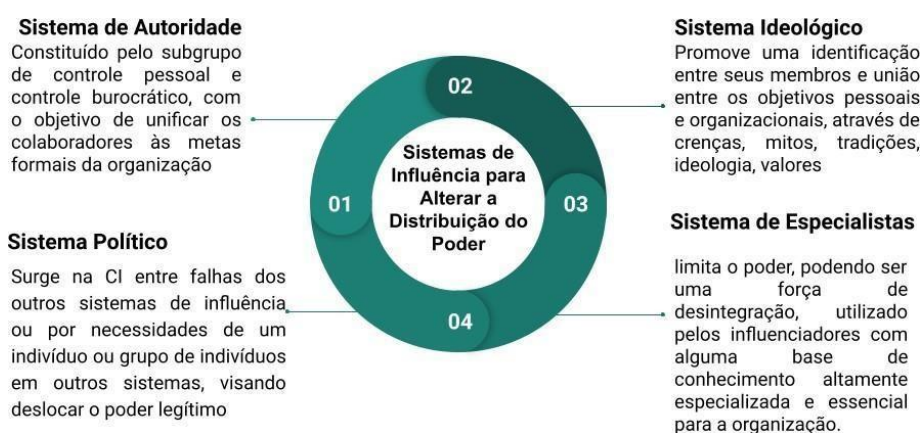 Sistema de Autoridade
Constituído pelo subgrupo
de controle pessoal e
controle burocrático, com
o objetivo de unificar os
colaboradores às metas
formais da organização
Sistema Ideológico
Promove uma identificação
entre seus membros e união
entre os objetivos pessoais
e organizacionais, através de
crenças, mitos, tradições,
ideologia, valores
02
Sistemas de
Influência para
Alterar a
Distribuição do
Poder
01
03
04
Sistema Político
Surge na CI entre falhas dos
outros sistemas de influência
ou por necessidades de um
indivíduo ou grupo de indivíduos
em outros sistemas, visando
deslocar o poder legítimo
Sistema de Especialistas
limita o poder, podendo ser
uma força de
desintegração, utilizado
pelos influenciadores com
alguma base de
conhecimento altamente
especializada e essencial
para a organização.